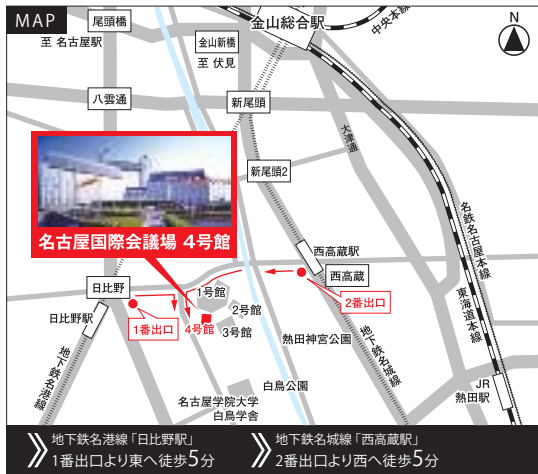 MAP
尾頭橋
至 名古屋駅
金山新橋
至 伏見
金山総合駅
中央本線
N
八雲通
新尾頭
大津通
新尾頭2
名古屋国際会議場 4号館
名鉄名古屋本線
東海道本線
西高蔵駅
西高蔵
日比野
日比野駅
1番出口
1号館
2号館
3号館
4号館
2番出口
熱田神宮公園
地下鉄名港線
地下鉄名城線
白鳥公園
名古屋学院大学
白鳥学舎
JR
熱田駅
地下鉄名港線「日比野駅」
1番出口より東へ徒歩5分
地下鉄名城線「西高蔵駅」
2番出口より西へ徒歩5分